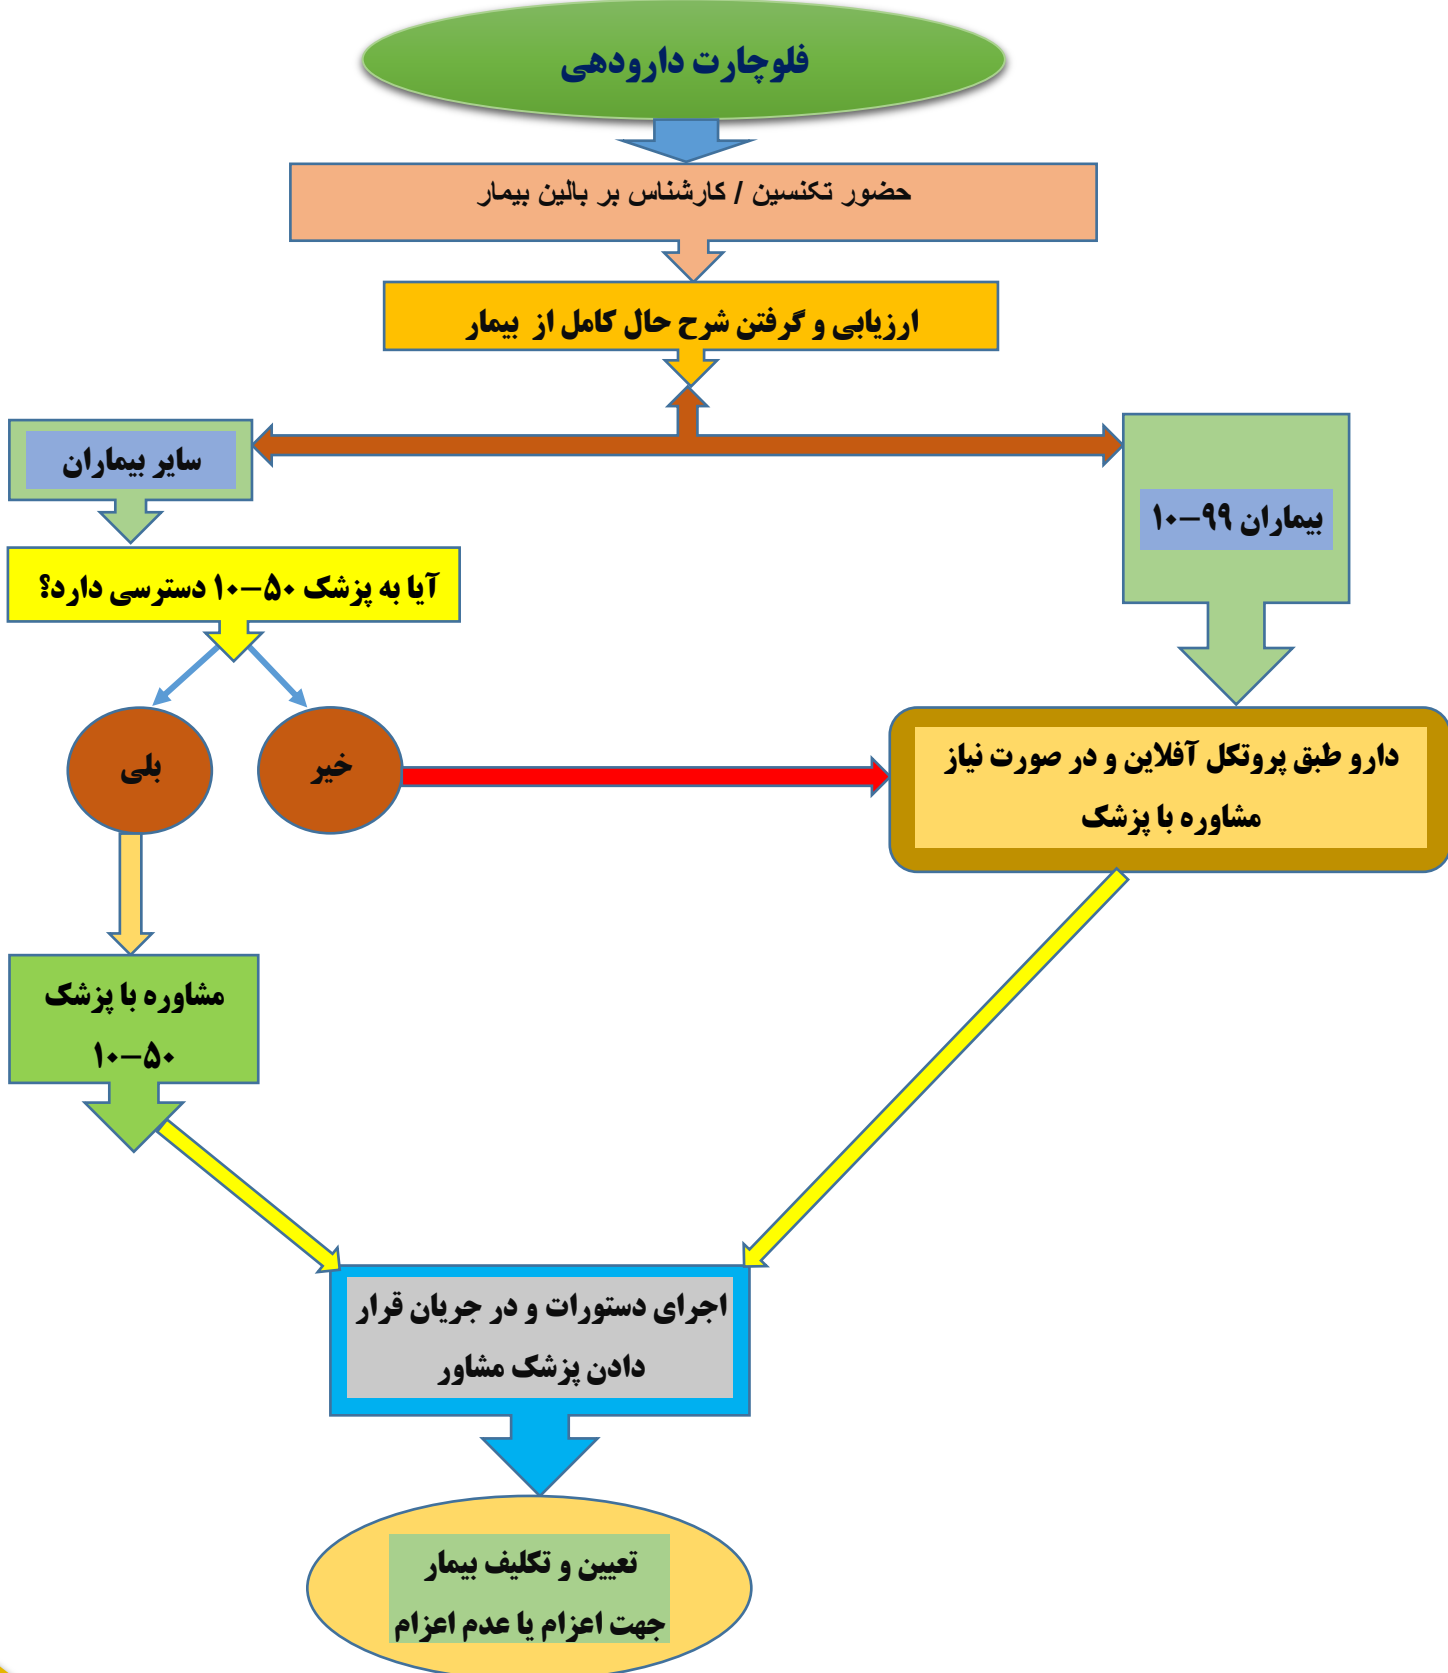 فلوچارت دارودهی
حضور تکنسین / کارشناس بر بالین بیمار
ارزیابی و گرفتن شرح حال کامل از بیمار
بیماران ۹۹-۱۰
سایر بیماران
آیا به پزشک ۵۰-۱۰ دسترسی دارد؟
خیر
بلی
دارو طبق پروتکل آفلاین و در صورت نیاز
مشاوره با پزشک
مشاوره با پزشک
۵۰-۱۰
اجرای دستورات و در جریان قرار
دادن پزشک مشاور
تعیین و تکلیف بیمار
جهت اعزام یا عدم اعزام